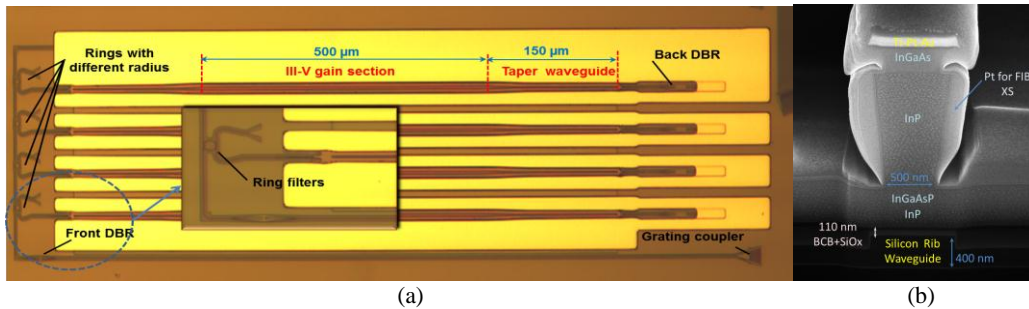 Rings with
different radius
500 µm
III-V gain section
150 µm
Taper waveguide
Back DBR
Ring filters
Front DBR
Grating coupler
(a)
InGaAs
Pt for FIB
XS
InP
500 nm
InGaAsP
InP
110 nm
BCB+SiOx
Silicon Rib
Waveguide
400 nm
(b)